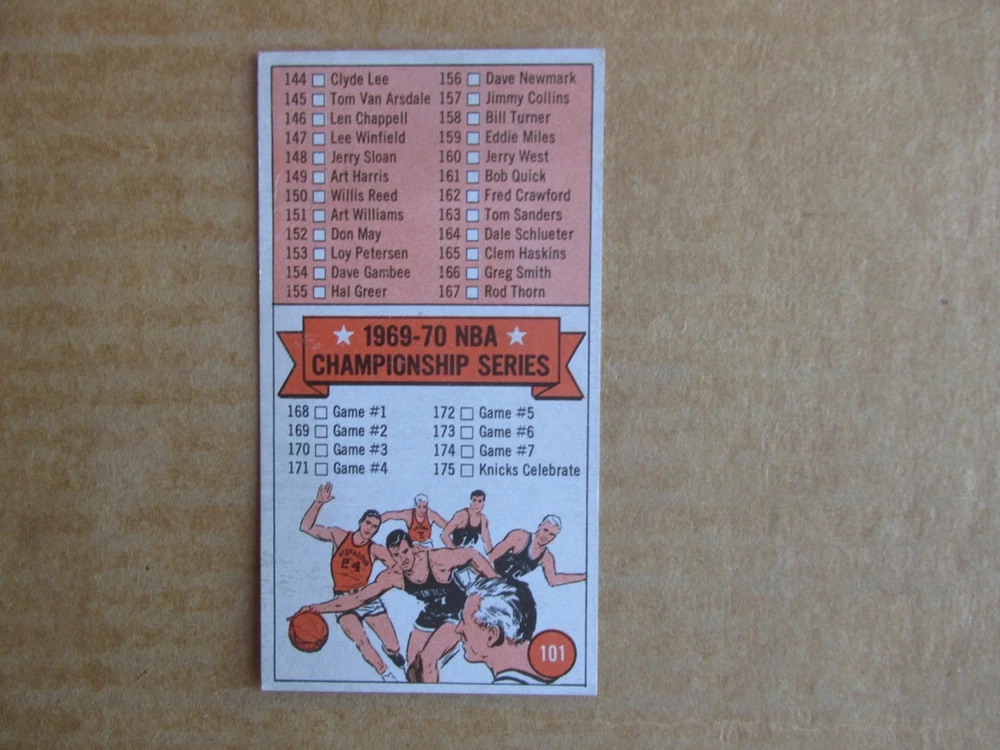 144 Clyde Lee
145 Tom Van Arsdale
146 Len Chappell
147 Lee Winfield
148 Jerry Sloan
149 Art Harris
150 Willis Reed
151 Art Williams
152 Don May
153 Loy Petersen
154 Dave Gambee
155 Hal Greer
156 Dave Newmark
157 Jimmy Collins
158 Bill Turner
159 Eddie Miles
160 Jerry West
161 Bob Quick
162 Fred Crawford
163 Tom Sanders
164 Dale Schlueter
165 Clem Haskins
166 Greg Smith
167 Rod Thorn
1969-70 NBA
CHAMPIONSHIP SERIES
168 Game #1
169 Game #2
170 Game #3
171 Game #4
172 Game #5
173 Game #6
174 Game #7
175 Knicks Celebrate
24
101